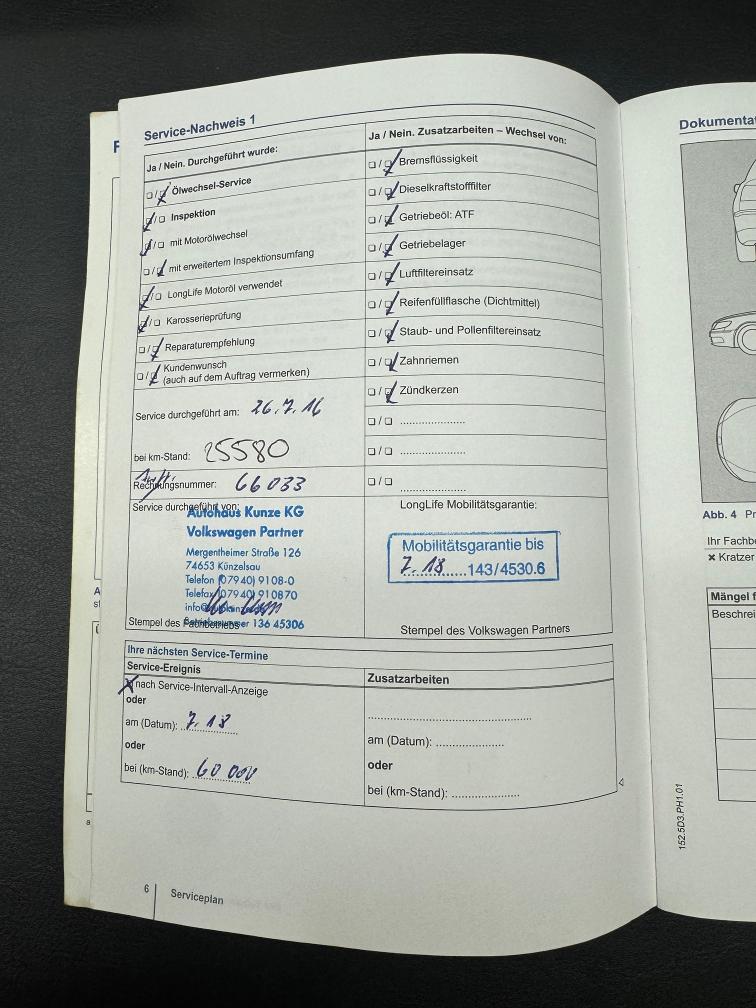 Service-Nachweis 1
Ja / Nein. Durchgeführt wurde:
Ölwechsel-Service
Inspektion
mit Motorölwechsel
mit erweitertem Inspektionsumfang
LongLife Motoröl verwendet
Karosserieprüfung
Reparaturempfehlung
Kundenwunsch
(auch auf dem Auftrag vermerken)
Service durchgeführt am: 26.7.16
bei km-Stand: 25580
Rechnungsnummer: 66033
Service durchgeführt von:
Autohaus Kunze KG
Volkswagen Partner
Mergentheimer Straße 126
74653 Künzelsau
Telefon (07940) 9108-0
Telefax (07940) 910870
136 45306
Stempel des
Ja / Nein. Zusatzarbeiten – Wechsel von:
Bremsflüssigkeit
Dieselkraftstofffilter
Getriebeöl: ATF
Getriebelager
Luftfiltereinsatz
Reifenfüllflasche (Dichtmittel)
Staub- und Pollenfiltereinsatz
Zahnriemen
Zündkerzen
LongLife Mobilitätsgarantie:
Mobilitätsgarantie bis
7.18 143/4530.6
Stempel des Volkswagen Partners
Ihre nächsten Service-Termine
Service-Ereignis
nach Service-Intervall-Anzeige
oder
am (Datum): 7.18
oder
bei (km-Stand): 60 000
Zusatzarbeiten
am (Datum):
oder
bei (km-Stand):
6 Serviceplan
Dokumentat
Abb. 4 Pr
Ihr Fachbe
× Kratzer
Mängel f
Beschrei
152.5D3.PH1.01